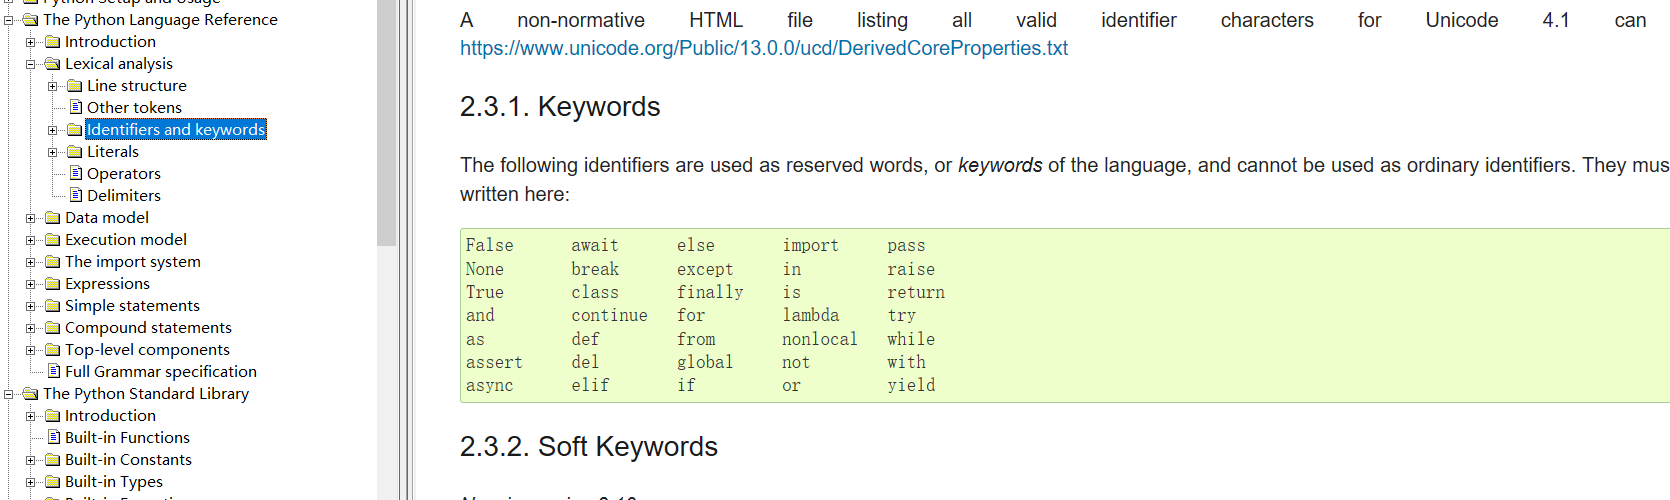 Python Setup and Usage
The Python Language Reference
Introduction
Lexical analysis
Line structure
Other tokens
Identifiers and keywords
Literals
Operators
Delimiters
Data model
Execution model
The import system
Expressions
Simple statements
Compound statements
Top-level components
Full Grammar specification
The Python Standard Library
Introduction
Built-in Functions
Built-in Constants
Built-in Types
A non-normative HTML file listing all valid identifier characters for Unicode 4.1 can
https://www.unicode.org/Public/13.0.0/ucd/DerivedCoreProperties.txt
2.3.1. Keywords
The following identifiers are used as reserved words, or keywords of the language, and cannot be used as ordinary identifiers. They mus
written here:
False await else import pass
None break except in raise
True class finally is return
and continue for lambda try
as def from nonlocal while
assert del global not with
async elif if or yield
2.3.2. Soft Keywords